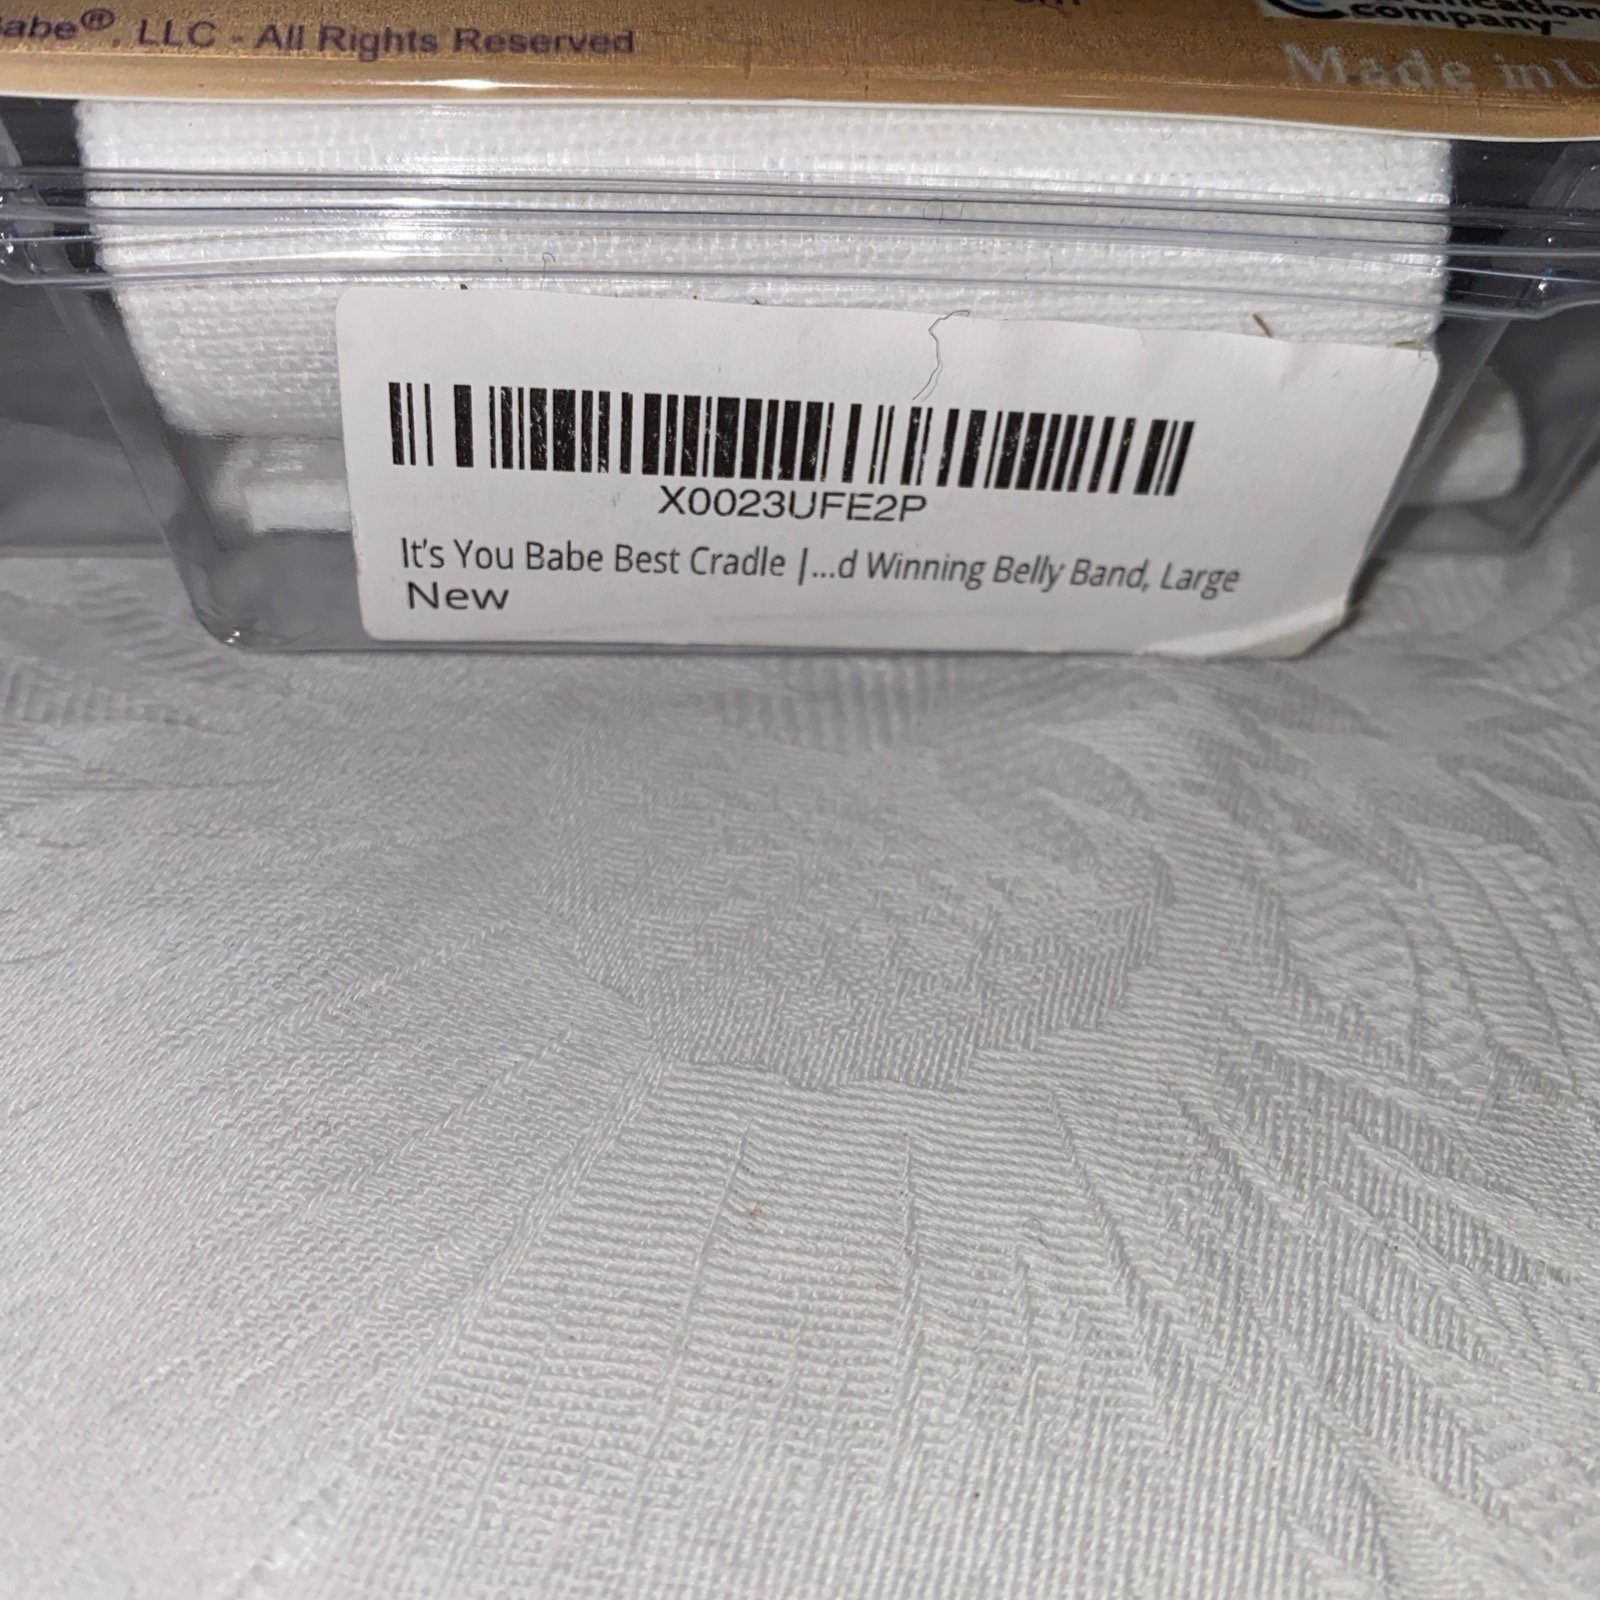 abe®, LLC - All Rights Reserved
company
Made in U
X0023UFE2P
It's You Babe Best Cradle |...d Winning Belly Band, Large
New